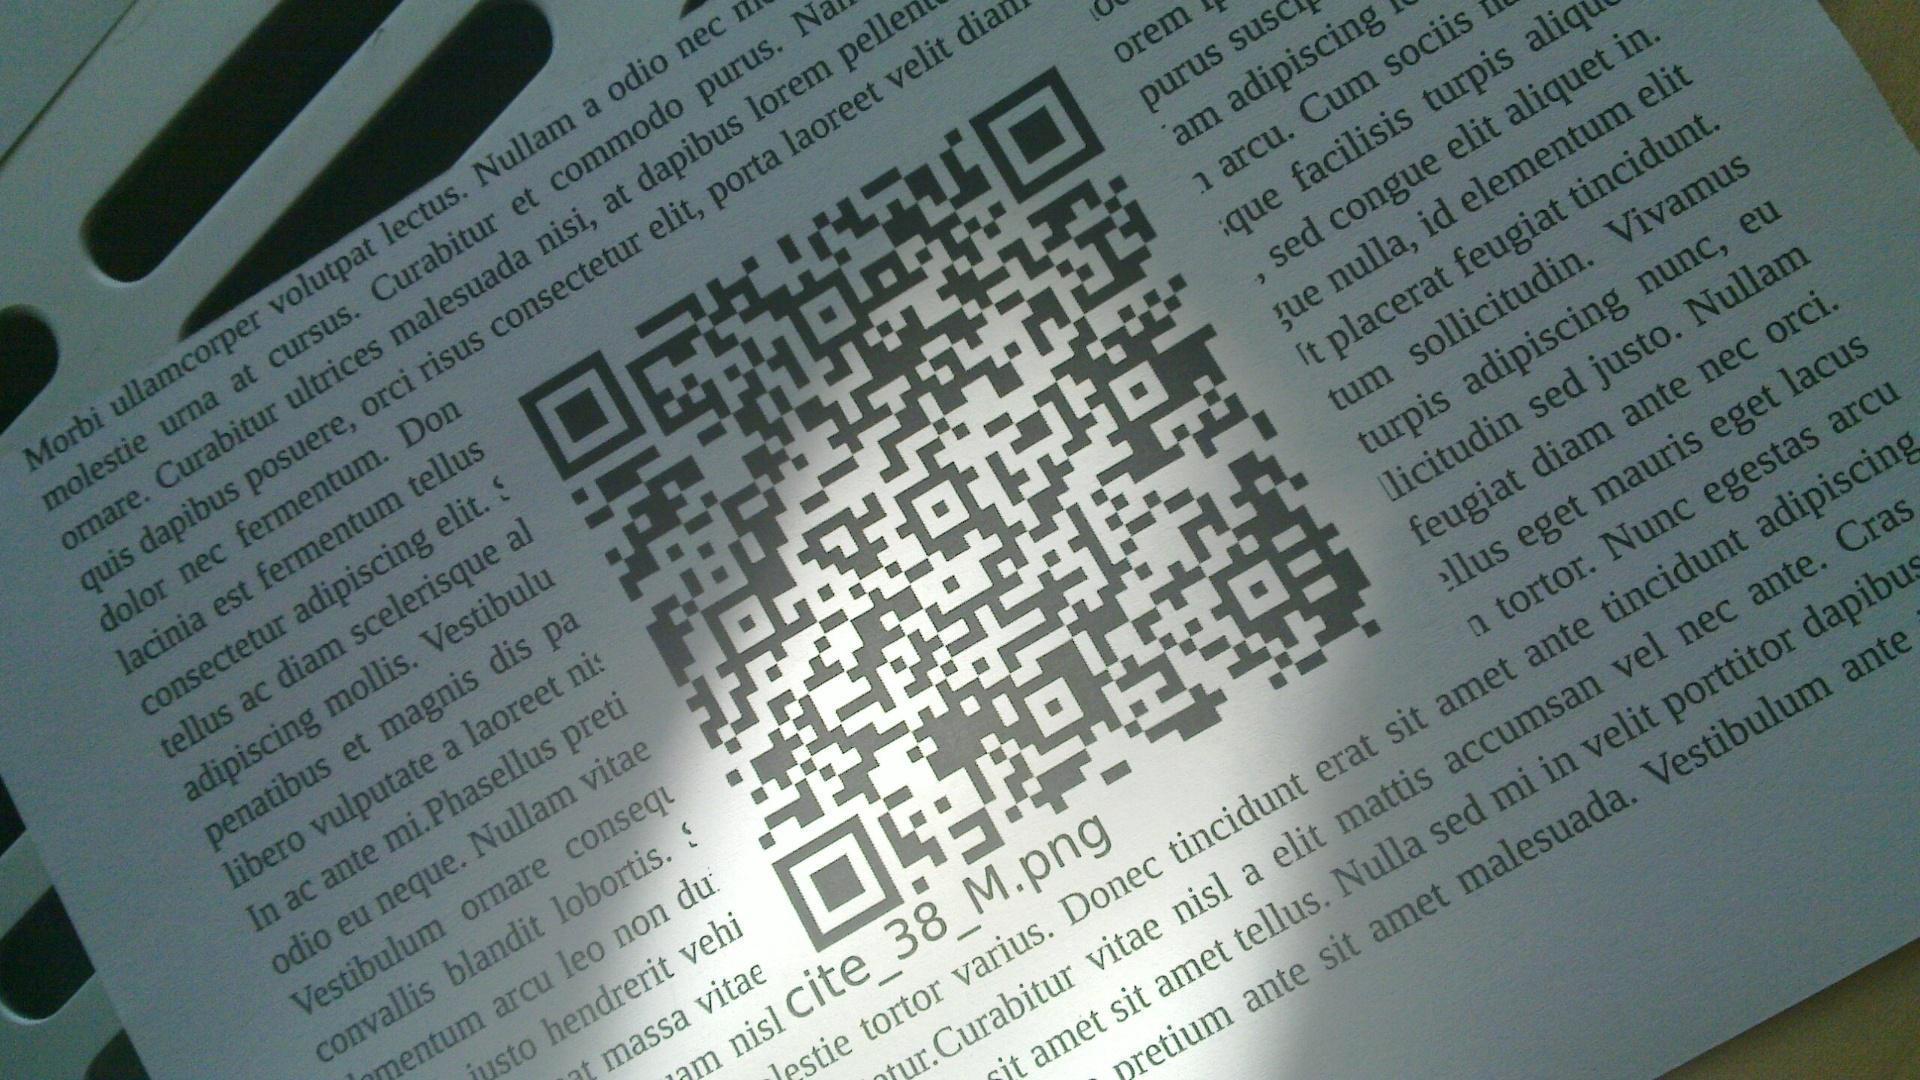 Morbi ullamcorper volutpat lectus. Nullam a odio nec
molestie urna at cursus. Curabitur et commodo purus.
ornare. Curabitur ultrices malesuada nisi, at dapibus lorem
quis dapibus posuere, orci risus consectetur elit, porta laoreet velit diam
dolor nec fermentum. Don
lacinia est fermentum tellus
consectetur adipiscing elit.
tellus ac diam scelerisque al
adipiscing mollis. Vestibulu
penatibus et magnis dis pa
libero vulputate a laoreet
In ac ante mi.Phasellus preti
odio eu neque. Nullam vitae
Vestibulum ornare consequ
convallis blandit lobortis.
arcu leo non
justo hendrerit vehi
massa vitae
nisl
cite_38_M.png
orem
purus
am adipiscing
arcu. Cum sociis
que facilisis turpis
, sed congue elit aliquet in.
gue nulla, id elementum elit
t placerat feugiat tincidunt.
tum sollicitudin. Vivamus
turpis adipiscing nunc, eu
llicitudin sed justo. Nullam
feugiat diam ante nec orci.
ellus eget mauris eget lacus
n tortor. Nunc egestas arcu
sit amet ante tincidunt adipiscing
tincidunt erat accumsan vel nec ante. Cras
tortor varius. Donec a elit mattis in velit porttitor dapibus
Curabitur vitae nisl Nulla sed mi Vestibulum ante
sit amet sit amet tellus.
pretium ante sit amet malesuada.